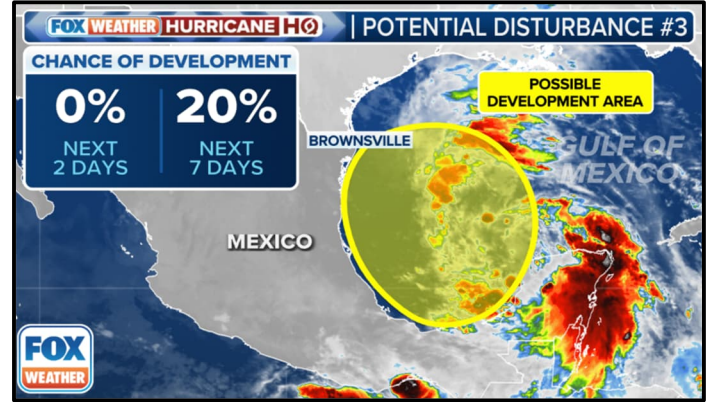 FOX WEATHER HURRICANE HQ | POTENTIAL DISTURBANCE #3
CHANCE OF DEVELOPMENT
0% 20%
NEXT NEXT
2 DAYS 7 DAYS
POSSIBLE
DEVELOPMENT AREA
BROWNSVILLE
GULF OF
MEXICO
MEXICO
FOX
WEATHER